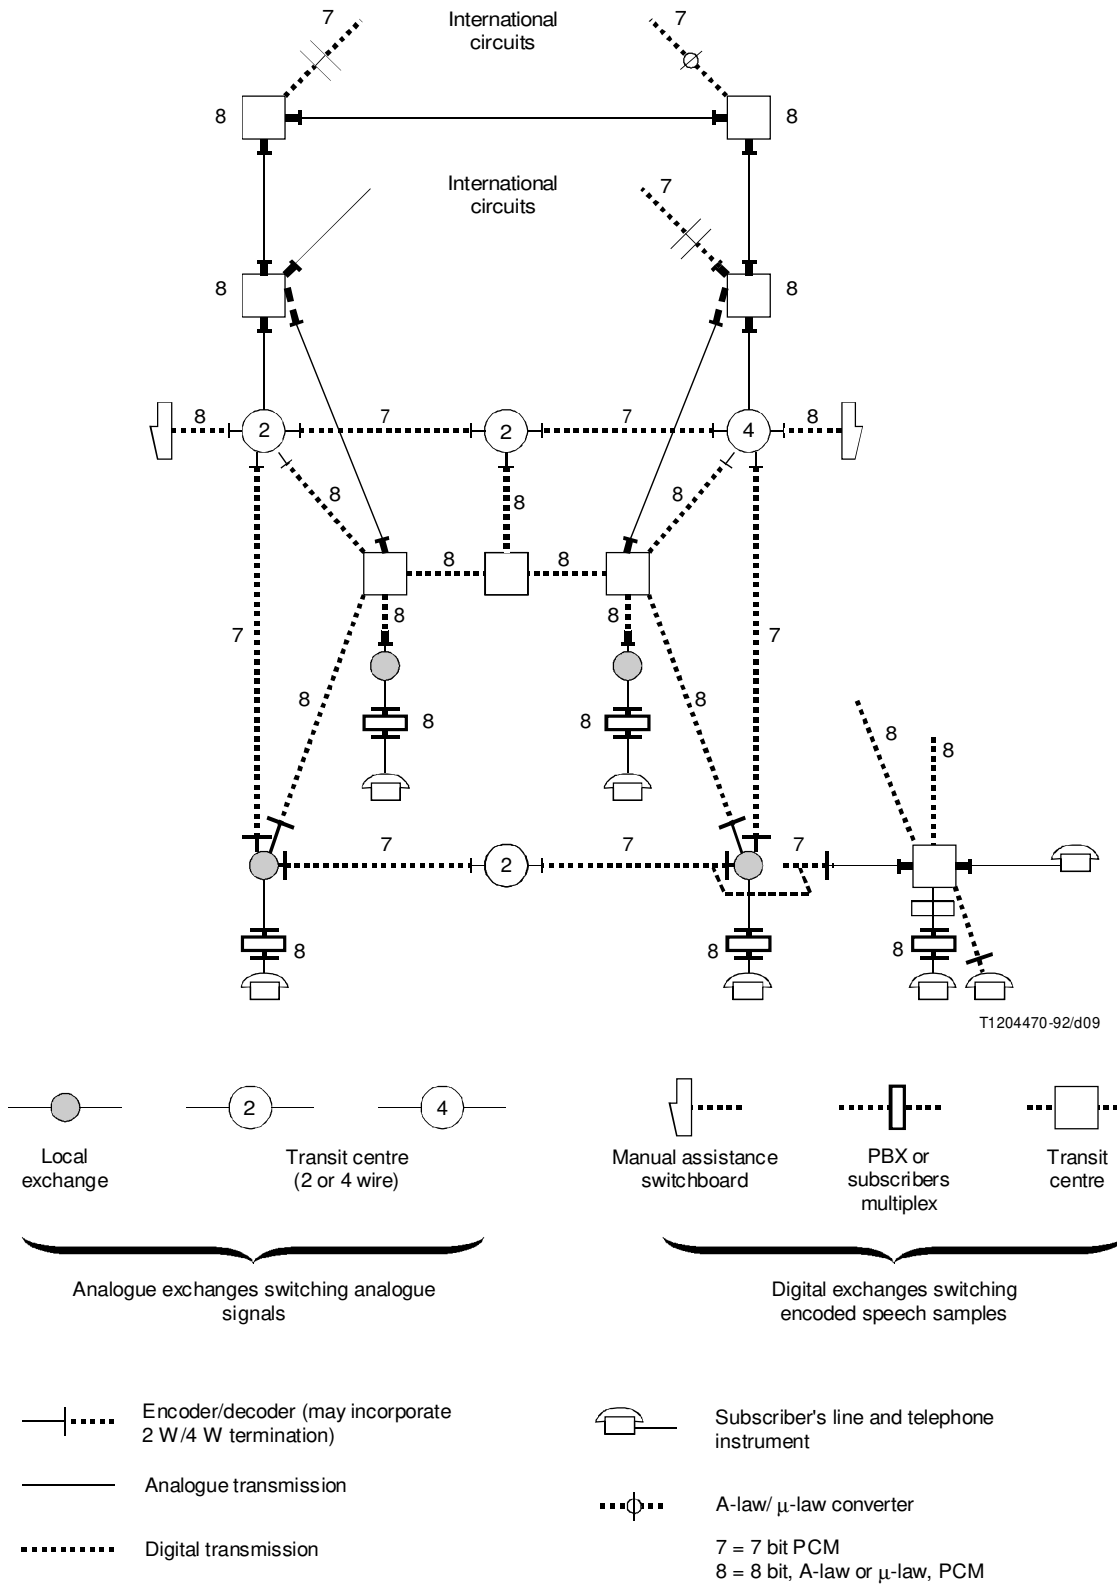 7
International
circuits
7
8
8
International
circuits
7
8
8
8
2
7
2
7
4
8
8
8
8
8
8
7
8
8
7
8
8
8
8
8
8
7
2
7
7
8
8
8
8
T1204470-92/d09
2
4
Local
exchange
Transit centre
(2 or 4 wire)
Manual assistance
switchboard
PBX or
subscribers
multiplex
Transit
centre
Analogue exchanges switching analogue
signals
Digital exchanges switching
encoded speech samples
Encoder/decoder (may incorporate
2 W/4 W termination)
Subscriber's line and telephone
instrument
Analogue transmission
A-law/ μ-law converter
Digital transmission
7 = 7 bit PCM
8 = 8 bit, A-law or μ-law, PCM